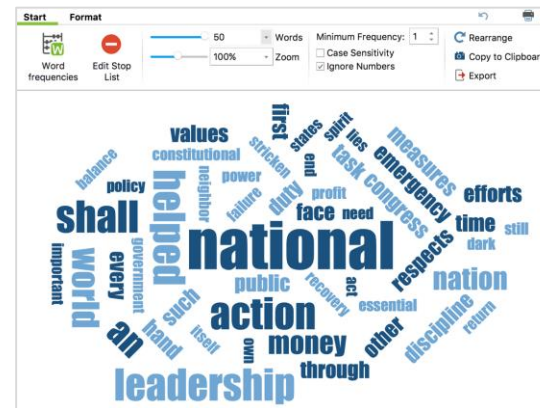 Start Format
Word frequencies
Edit Stop List
50 Words
100% Zoom
Minimum Frequency: 1
Case Sensitivity
Ignore Numbers
Rearrange
Copy to Clipboar
Export
first
states
spirit
lies
measures
values
constitutional
stricken
end
task
congress
emergency
balance
policy
neighbor
power
failure
duty
profit
efforts
shall
helped
face
need
time
still
dark
national
respects
important
world
every
government
such
public
recovery
act
essential
nation
discipline
return
an
hand
itself
action
own
money
other
through
leadership